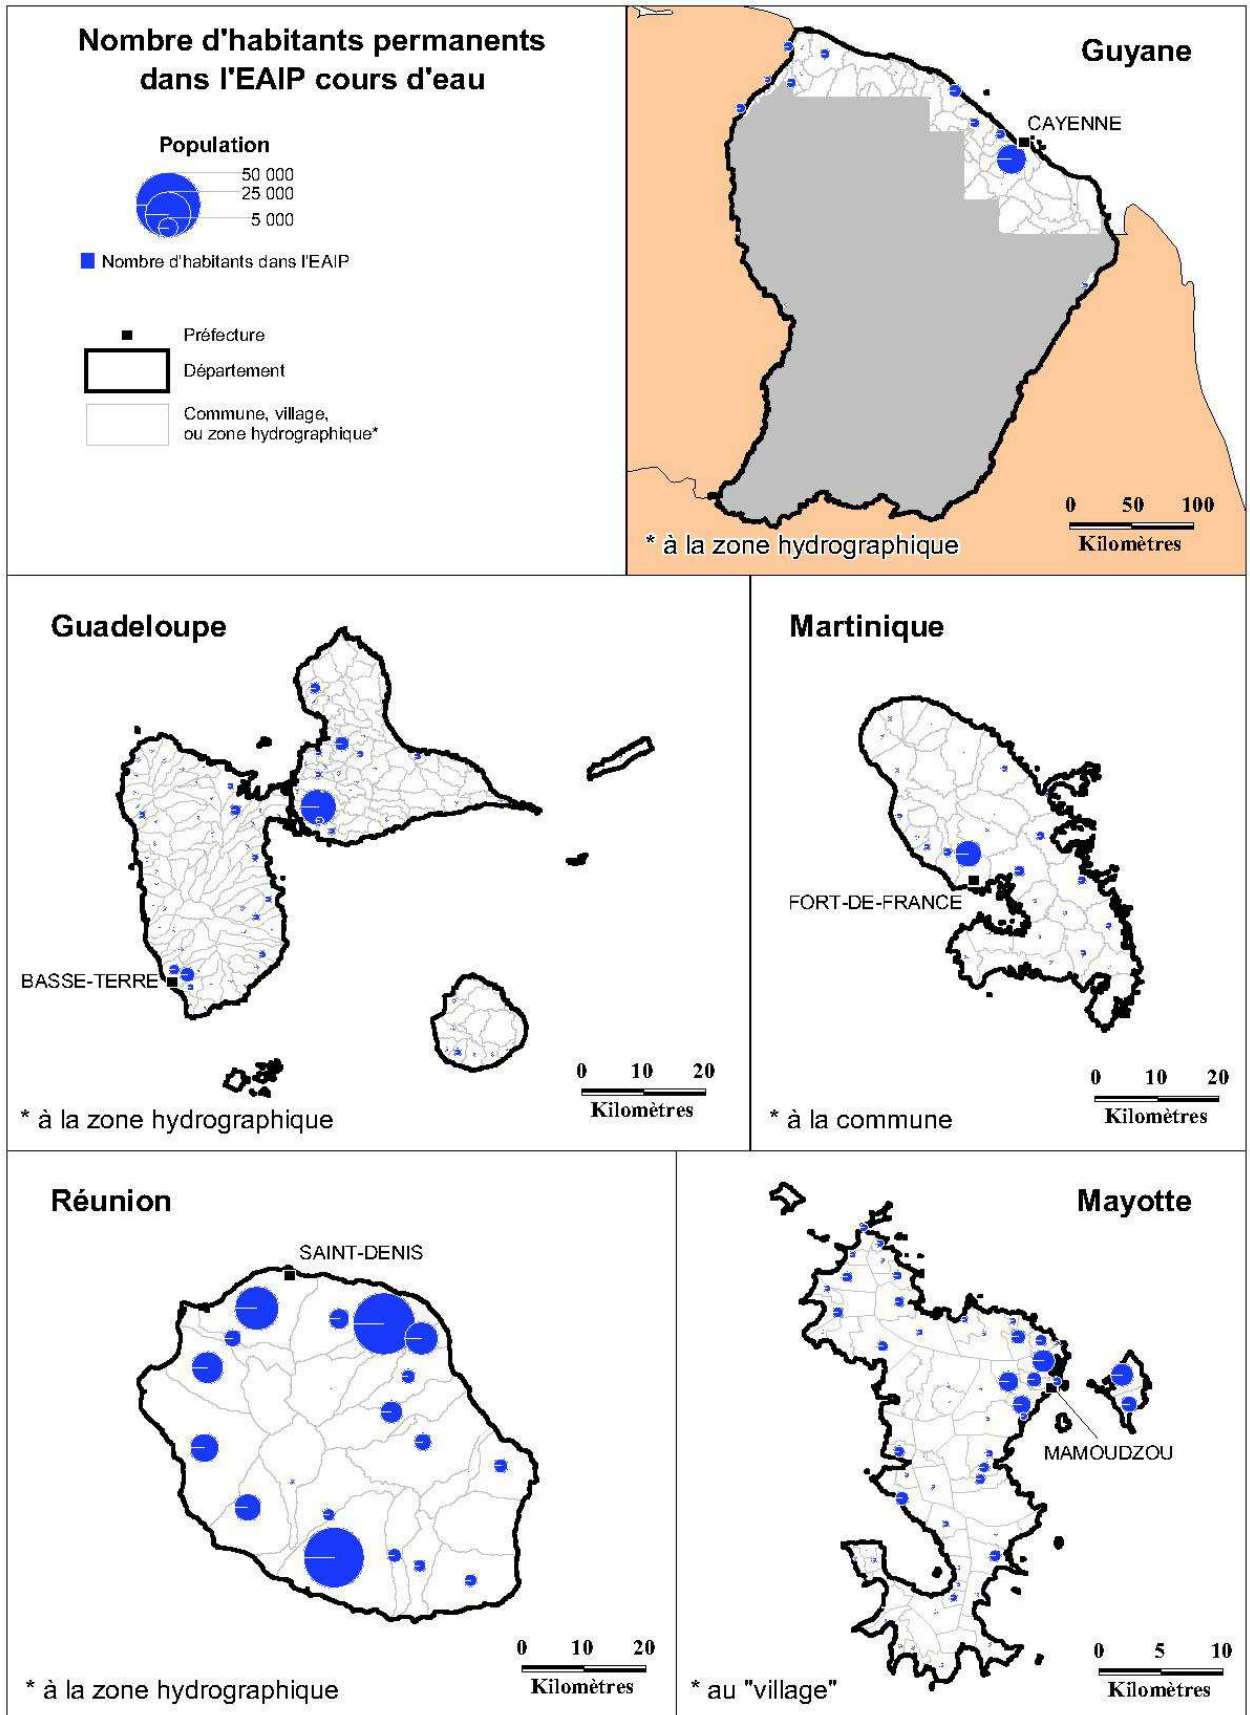 Nombre d'habitants permanents
dans l'EAIP cours d'eau
Population
50 000
25 000
5 000
Nombre d'habitants dans l'EAIP
Préfecture
Département
Commune, village,
ou zone hydrographique*
Guyane
CAYENNE
0 50 100
Kilomètres
* à la zone hydrographique
Guadeloupe
BASSE-TERRE
0 10 20
Kilomètres
* à la zone hydrographique
Martinique
FORT-DE-FRANCE
0 10 20
Kilomètres
* à la commune
Réunion
SAINT-DENIS
0 10 20
Kilomètres
* à la zone hydrographique
Mayotte
MAMOUDZOU
0 5 10
Kilomètres
* au "village"